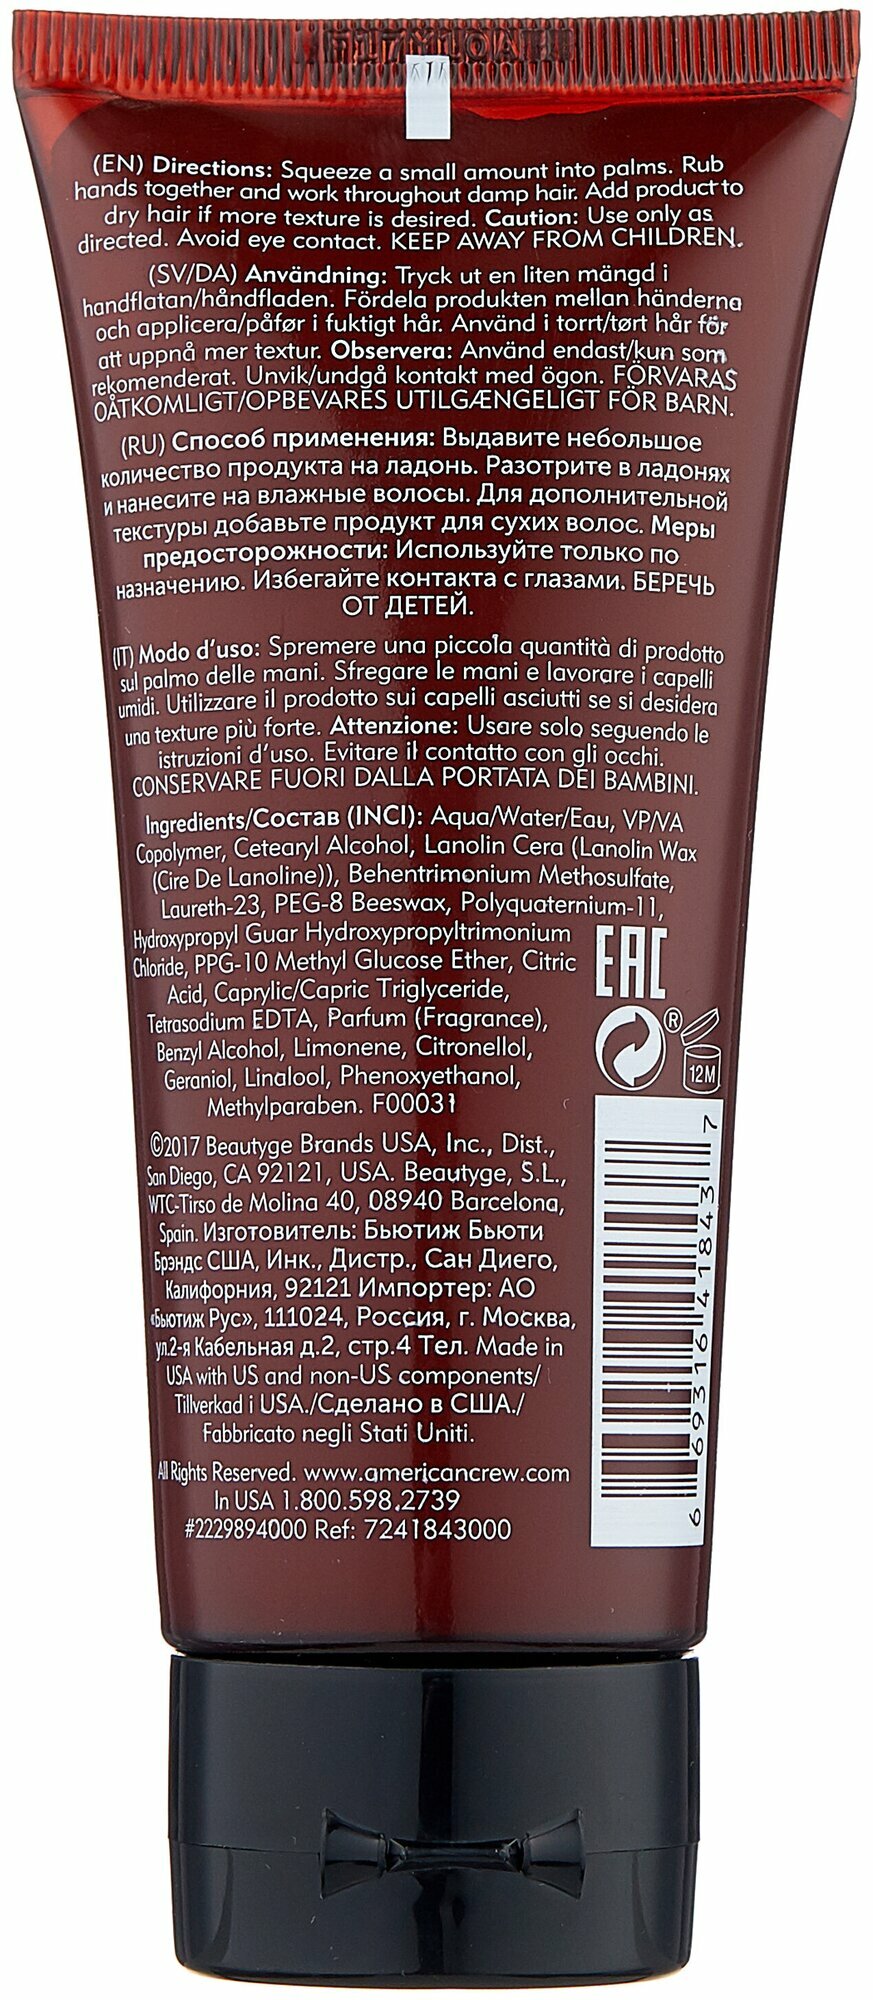 (EN) Directions: Squeeze a small amount into palms. Rub
hands together and work throughout damp hair. Add product to
dry hair if more texture is desired. Caution: Use only as
directed. Avoid eye contact. KEEP AWAY FROM CHILDREN.
(SV/DA) Användning: Tryck ut en liten mängd i
handflatan/håndfladen. Fördela produkten mellan händerna
och applicera/påfør i fuktigt hår. Använd i torrt/tørt hår för
att uppnå mer textur. Observera: Använd endast/kun som
rekomenderat. Unvik/undgå kontakt med ögon. FÖRVARAS
OÅTKOMLIGT/OPBEVARES UTILGÆNGELIGT FÖR BARN.
(RU) Способ применения: Выдавите небольшое
количество продукта на ладонь. Разотрите в ладонях
и нанесите на влажные волосы. Для дополнительной
текстуры добавьте продукт для сухих волос. Меры
предосторожности: Используйте только по
назначению. Избегайте контакта с глазами. БЕРЕЧЬ
ОТ ДЕТЕЙ.
(IT) Modo d'uso: Spremere una piccola quantità di prodotto
sul palmo delle mani. Sfregare le mani e lavorare i capelli
umidi. Utilizzare il prodotto sui capelli asciutti se si desidera
una texture più forte. Attenzione: Usare solo seguendo le
istruzioni d'uso. Evitare il contatto con gli occhi.
CONSERVARE FUORI DALLA PORTATA DEI BAMBINI.
Ingredients/Состав (INCI): Aqua/Water/Eau, VP/VA
Copolymer, Cetearyl Alcohol, Lanolin Cera (Lanolin Wax
(Cire De Lanoline)), Behentrimonium Methosulfate,
Laureth-23, PEG-8 Beeswax, Polyquaternium-11,
Hydroxypropyl Guar Hydroxypropyltrimonium
Chloride, PPG-10 Methyl Glucose Ether, Citric
Acid, Caprylic/Capric Triglyceride,
Tetrasodium EDTA, Parfum (Fragrance),
Benzyl Alcohol, Limonene, Citronellol,
Geraniol, Linalool, Phenoxyethanol,
Methylparaben. F00031
EAC
®
12M
©2017 Beautyge Brands USA, Inc., Dist.,
San Diego, CA 92121, USA. Beautyge, S.L.,
WTC-Tirso de Molina 40, 08940 Barcelona,
Spain. Изготовитель: Бьютиж Бьюти
Брэндс США, Инк., Дистр., Сан Диего,
Калифорния, 92121 Импортер: АО
«Бьютиж Рус», 111024, Россия, г. Москва,
ул.2-я Кабельная д.2, стр.4 Тел. Made in
USA with US and non-US components/
Tillverkad i USA./Сделано в США./
Fabbricato negli Stati Uniti.
All Rights Reserved. www.americancrew.com
In USA 1.800.598.2739
#2229894000 Ref: 7241843000
6 69316 41843 7